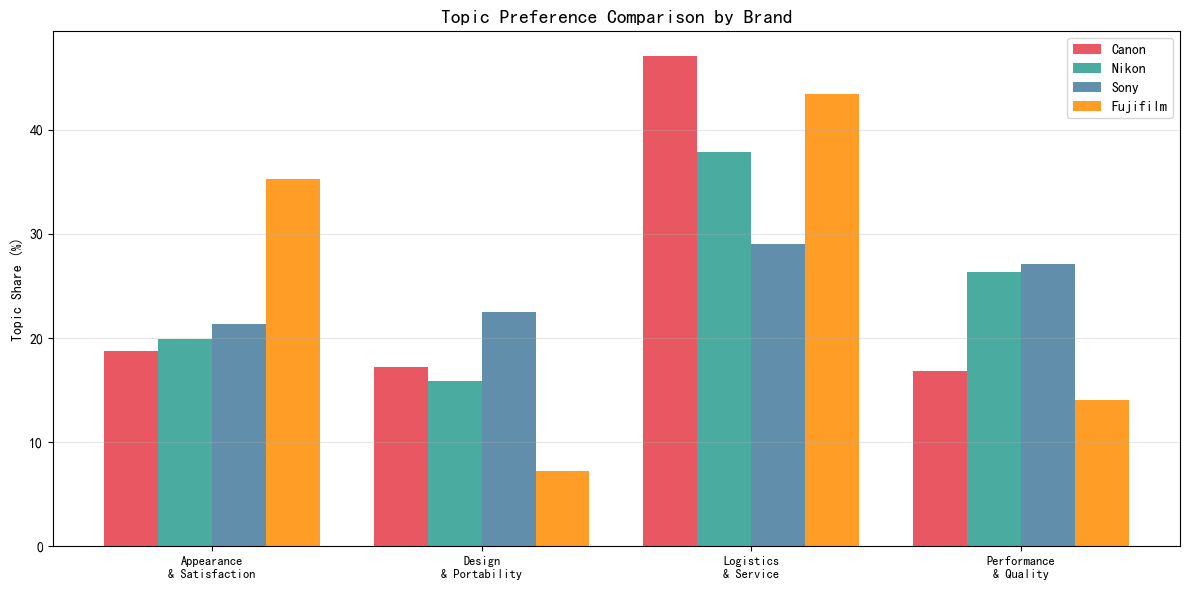 Topic Preference Comparison by Brand
Canon
Nikon
Sony
Fujifilm
Topic Share (%)
40
30
20
10
0
Appearance
& Satisfaction
Design
& Portability
Logistics
& Service
Performance
& Quality